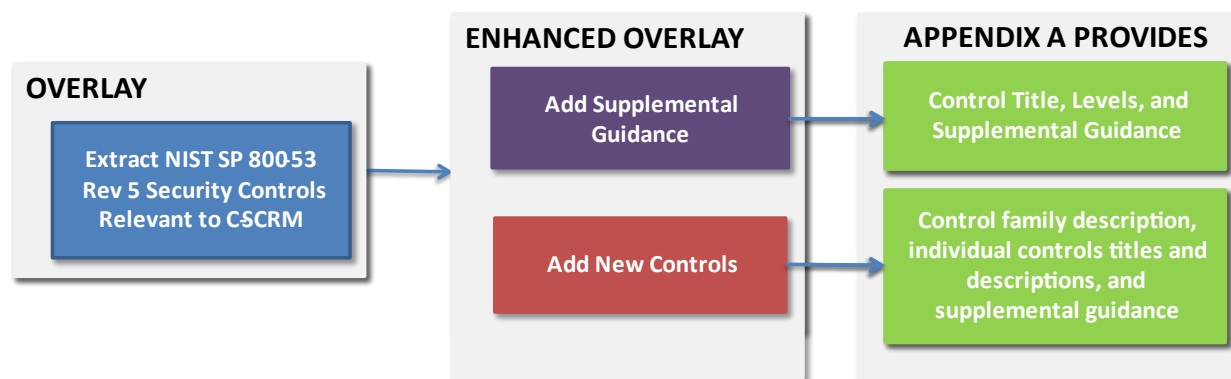 OVERLAY
Extract NIST SP 800-53
Rev 5 Security Controls
Relevant to C-SCRM
ENHANCED OVERLAY
Add Supplemental
Guidance
Add New Controls
APPENDIX A PROVIDES
Control Title, Levels, and
Supplemental Guidance
Control family description,
individual controls titles and
descriptions, and
supplemental guidance